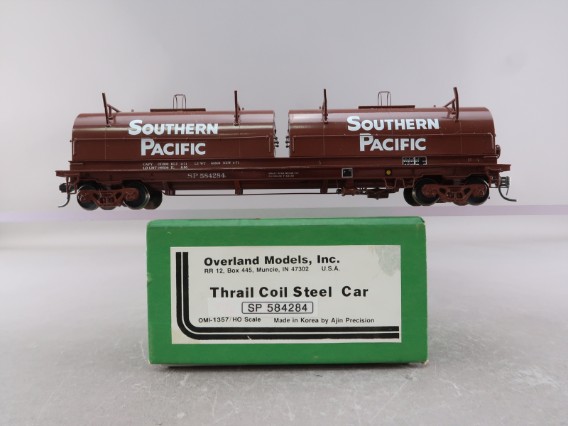 Southern
Pacific
Southern
Pacific
SP 584284
Overland Models, Inc.
RR 12, Box 445, Muncie, IN 47302 U.S.A.
Thrail Coil Steel Car
SP 584284
OMI-1357/HO Scale Made in Korea by Ajin Precision